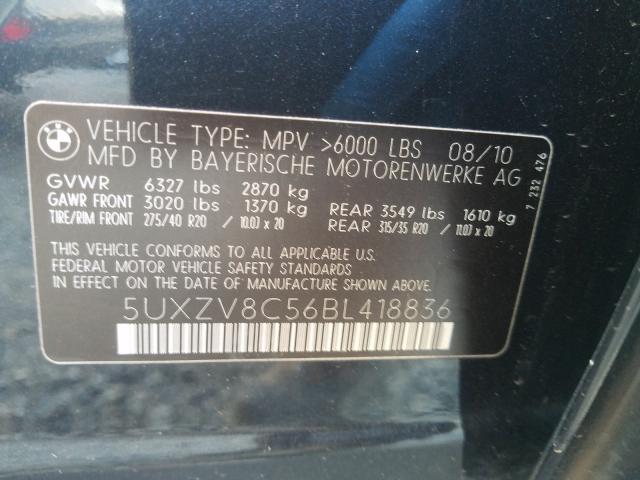 BMW
VEHICLE TYPE: MPV >6000 LBS 08/10
MFD BY BAYERISCHE MOTORENWERKE AG
GVWR 6327 lbs 2870 kg
GAWR FRONT 3020 lbs 1370 kg REAR 3549 lbs 1610 kg
TIRE/RIM FRONT 275/40 R20 / 10.0J x 20 REAR 315/35 R20 / 11.0J x 20
THIS VEHICLE CONFORMS TO ALL APPLICABLE U.S.
FEDERAL MOTOR VEHICLE SAFETY STANDARDS
IN EFFECT ON THE DATE OF MANUFACTURE SHOWN ABOVE.
5UXZV8C56BL418836
7 232 476